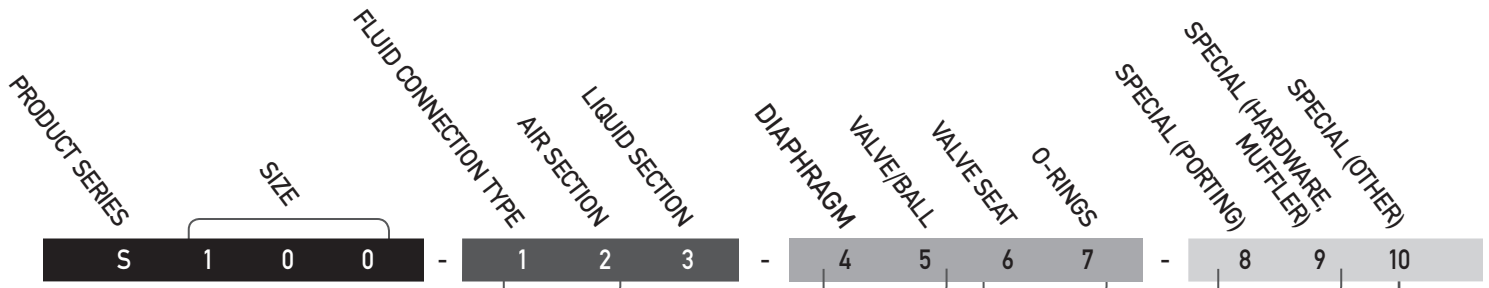 PRODUCT SERIES
SIZE
FLUID CONNECTION TYPE
AIR SECTION
LIQUID SECTION
DIAPHRAGM
VALVE/BALL
VALVE SEAT
O-RINGS
SPECIAL (PORTING)
SPECIAL (HARDWARE,
MUFFLER)
SPECIAL (OTHER)
S 1 0 0 - 1 2 3 - 4 5 6 7 - 8 9 10